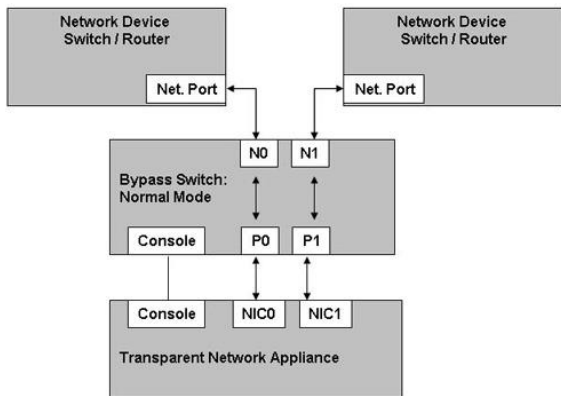 Network Device
Switch / Router
Network Device
Switch / Router
Net. Port
Net. Port
N0
N1
Bypass Switch:
Normal Mode
Console
P0
P1
Console
NIC0
NIC1
Transparent Network Appliance